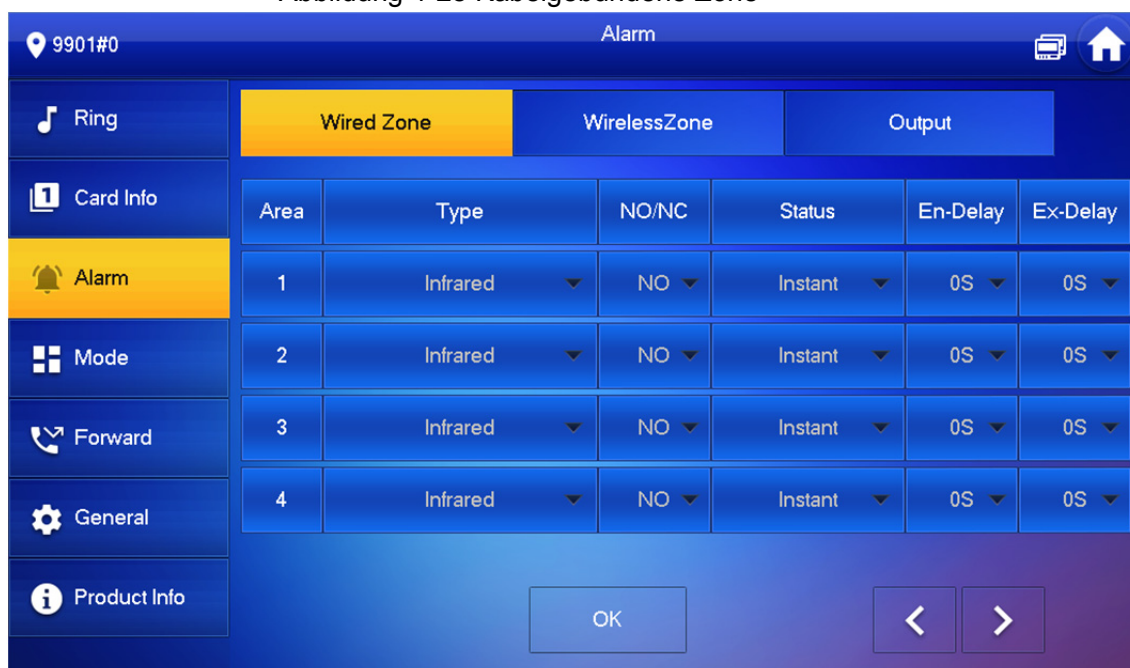 9901#0
Alarm
Ring
Card Info
Alarm
Mode
Forward
General
Product Info
Wired Zone WirelessZone Output
Area Type NO/NC Status En-Delay Ex-Delay
1 Infrared NO Instant 0S 0S
2 Infrared NO Instant 0S 0S
3 Infrared NO Instant 0S 0S
4 Infrared NO Instant 0S 0S
OK < >